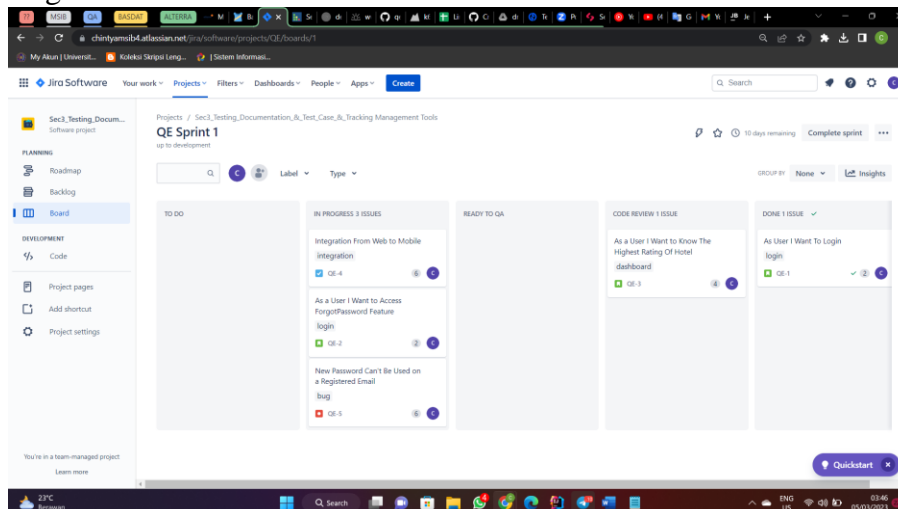 MSIB
QA
BASDAT
ALTERRA
chintyamsib4.atlassian.net/jira/software/projects/QE/boards/1
My Akun | Universit...
Koleksi Skripsi Leng...
| Sistem Informasi...
Jira Software
Your work
Projects
Filters
Dashboards
People
Apps
Create
Search
Sec3_Testing_Docum...
Software project
PLANNING
Roadmap
Backlog
Board
DEVELOPMENT
Code
Project pages
Add shortcut
Project settings
You're in a team-managed project
Learn more
Projects / Sec3_Testing_Documentation_&_Test_Case_&_Tracking_Management Tools
QE Sprint 1
up to development
10 days remaining
Complete sprint
C
Label
Type
GROUP BY
None
Insights
TO DO
IN PROGRESS 3 ISSUES
Integration From Web to Mobile
integration
QE-4
6
C
As a User I Want to Access
ForgotPassword Feature
login
QE-2
2
C
New Password Can't Be Used on
a Registered Email
bug
QE-5
6
C
READY TO QA
CODE REVIEW 1 ISSUE
As a User I Want to Know The
Highest Rating Of Hotel
dashboard
QE-3
4
C
DONE 1 ISSUE
As User I Want To Login
login
QE-1
2
C
Quickstart
23°C
Berawan
Search
ENG
US
03:46
05/03/2023